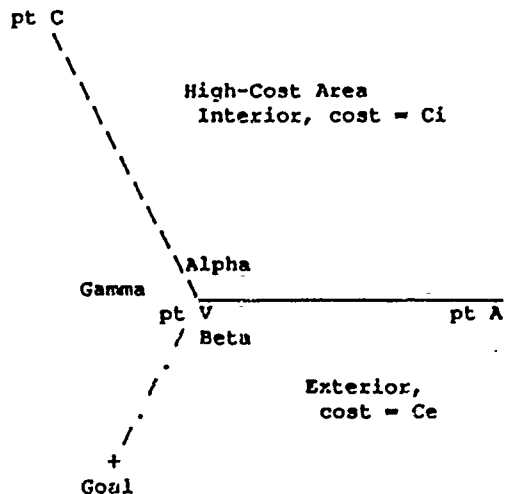 pt C
High-Cost Area
Interior, cost = Ci
Alpha
Gamma
pt V
pt A
Beta
Exterior,
cost = Ce
+
Goal